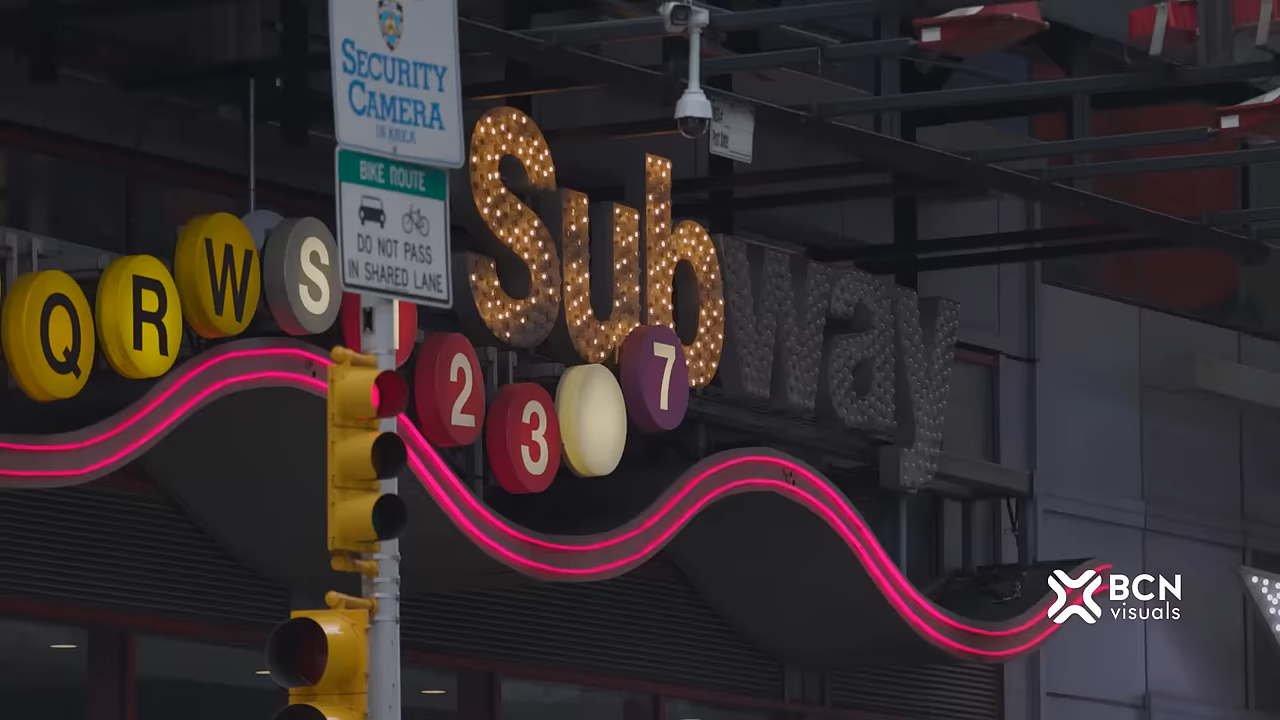 SECURITY
CAMERA
IN AREA
BIKE ROUTE
DO NOT PASS
IN SHARED LANE
Subway
Q R W S
2 3 7
BCN
visuals